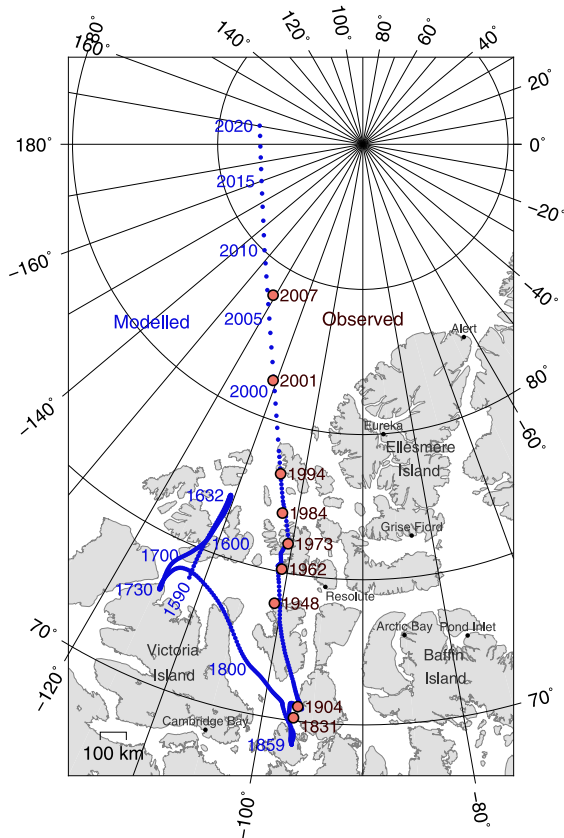 180°
160°
140°
120°
100°
80°
60°
40°
20°
180°
0°
−20°
−160°
−40°
−140°
80°
−60°
70°
−120°
70°
−100°
−80°
2020
2015
2010
2007
Modelled
2005
Observed
Alert
2001
2000
Eureka
Ellesmere
Island
1994
1632
1984
Grise Fiord
1600
1973
1700
1962
1730
1590
Resolute
1948
Arctic Bay
Pond Inlet
Victoria
Island
1800
Baffin
Island
1904
Cambridge Bay
1831
1859
100 km